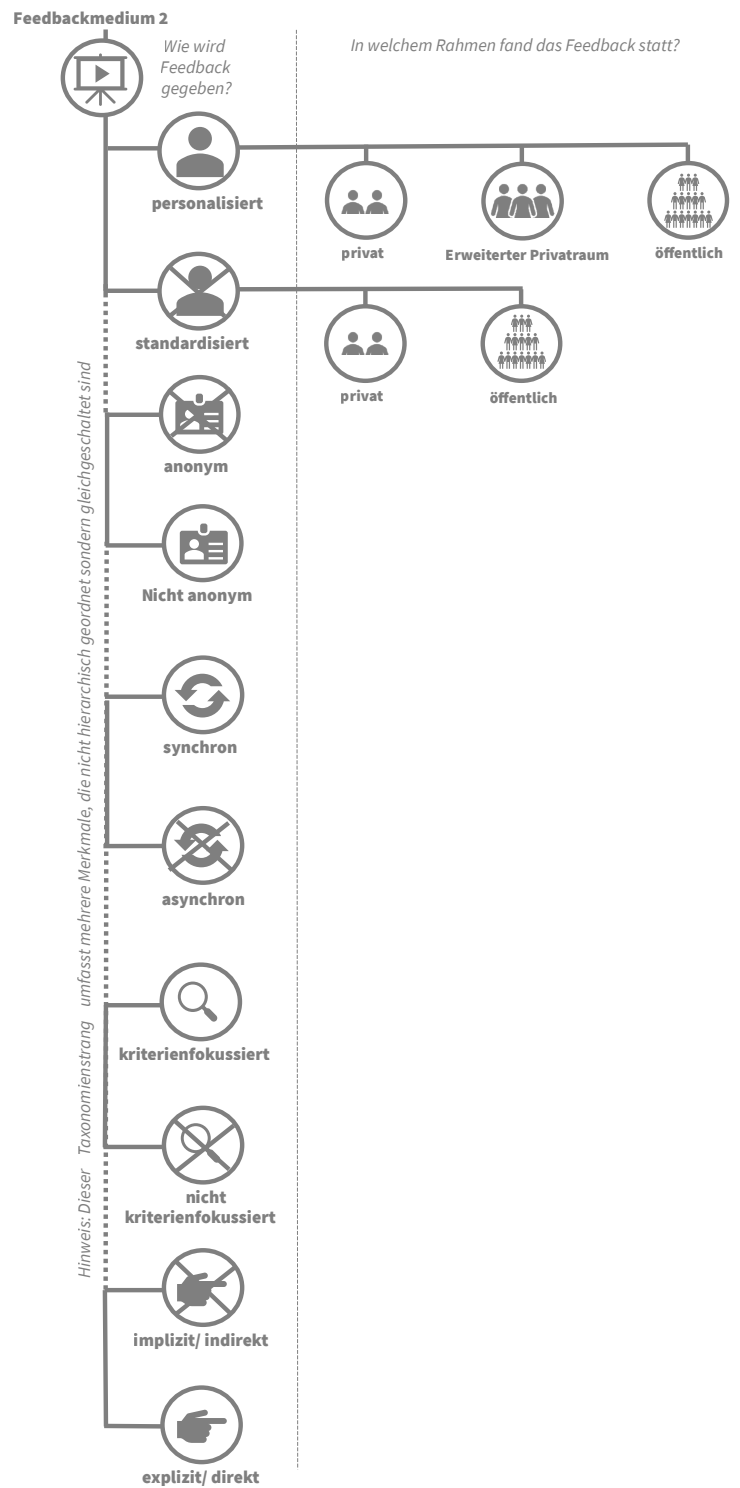 Feedbackmedium 2
Wie wird
Feedback
gegeben?
In welchem Rahmen fand das Feedback statt?
personalisiert
privat
Erweiterter Privatraum
öffentlich
standardisiert
privat
öffentlich
anonym
Nicht anonym
synchron
asynchron
kriterienfokussiert
nicht
kriterienfokussiert
implizit/ indirekt
explizit/ direkt
Hinweis: Dieser Taxonomienstrang umfasst mehrere Merkmale, die nicht hierarchisch geordnet sondern gleichgeschaltet sind